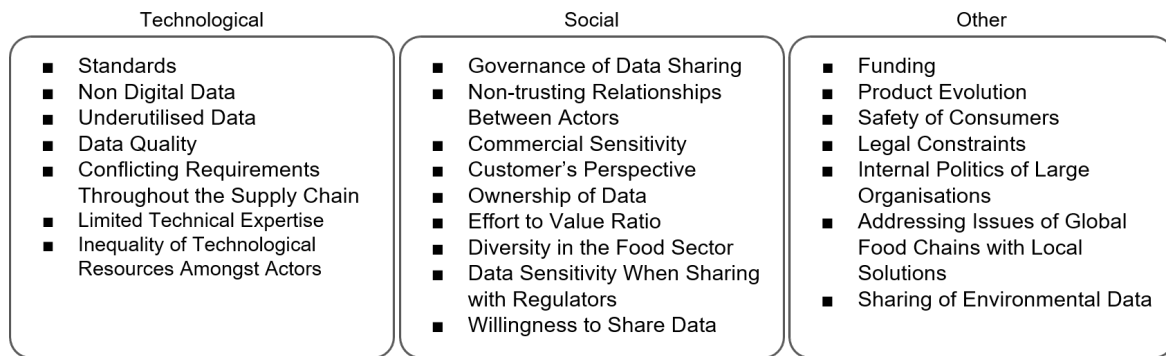 Technological
■ Standards
■ Non Digital Data
■ Underutilised Data
■ Data Quality
■ Conflicting Requirements
Throughout the Supply Chain
■ Limited Technical Expertise
■ Inequality of Technological
Resources Amongst Actors
Social
■ Governance of Data Sharing
■ Non-trusting Relationships
Between Actors
■ Commercial Sensitivity
■ Customer's Perspective
■ Ownership of Data
■ Effort to Value Ratio
■ Diversity in the Food Sector
■ Data Sensitivity When Sharing
with Regulators
■ Willingness to Share Data
Other
■ Funding
■ Product Evolution
■ Safety of Consumers
■ Legal Constraints
■ Internal Politics of Large
Organisations
■ Addressing Issues of Global
Food Chains with Local
Solutions
■ Sharing of Environmental Data